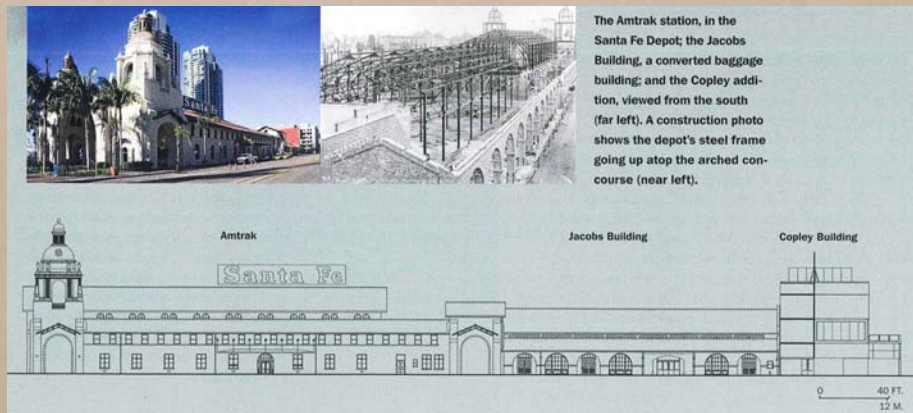 The Amtrak station, in the
Santa Fe Depot; the Jacobs
Building, a converted baggage
building; and the Copley addi-
tion, viewed from the south
(far left). A construction photo
shows the depot's steel frame
going up atop the arched con-
course (near left).
Santa Fe
Amtrak
Jacobs Building
Copley Building
Santa Fe
0 40 FT.
12 M.